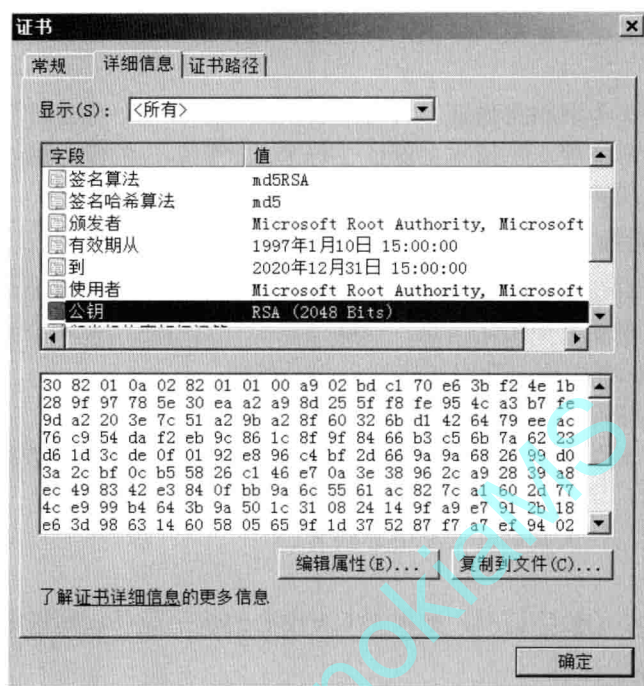 证书
常规 详细信息 证书路径
显示(S): <所有>
字段 值
签名算法 md5RSA
签名哈希算法 md5
颁发者 Microsoft Root Authority, Microsoft
有效期从 1997年1月10日 15:00:00
到 2020年12月31日 15:00:00
使用者 Microsoft Root Authority, Microsoft
公钥 RSA (2048 Bits)
30 82 01 0a 02 82 01 01 00 a9 02 bd c1 70 e6 3b f2 4e 1b
28 9f 97 78 5e 30 ea a2 a9 8d 25 5f f8 fe 95 4c a3 b7 fe
9d a2 20 3e 7c 51 a2 9b a2 8f 60 32 6b d1 42 64 79 ee ac
76 c9 54 da f2 eb 9c 86 1c 8f 9f 84 66 b3 c5 6b 7a 62 23
d6 1d 3c de 0f 01 92 e8 96 c4 bf 2d 66 9a 9a 68 26 99 d0
3a 2c bf 0c b5 58 26 c1 46 e7 0a 3e 38 96 2c a9 28 39 a8
ec 49 83 42 e3 84 0f bb 9a 6c 55 61 ac 82 7c a1 60 2d 77
4c e9 99 b4 64 3b 9a 50 1c 31 08 24 14 9f a9 e7 91 2b 18
e6 3d 98 63 14 60 58 05 65 9f 1d 37 52 87 f7 a7 ef 94 02
编辑属性(E)... 复制到文件(C)...
了解证书详细信息的更多信息
确定
nokiaMS